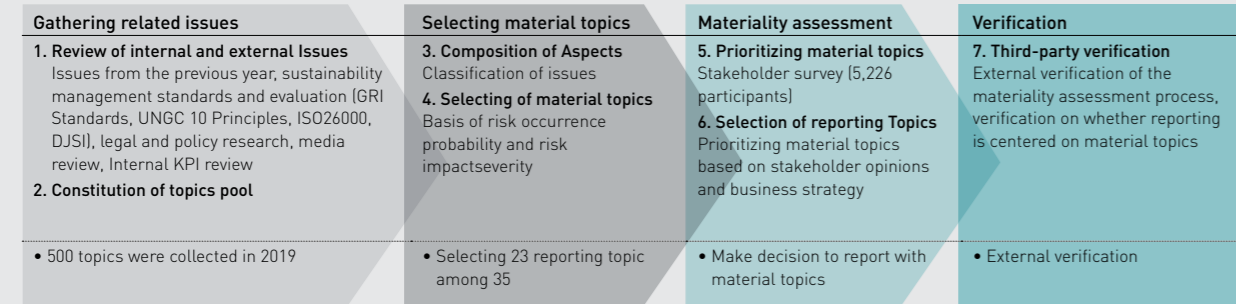 Gathering related issues
1. Review of internal and external Issues
Issues from the previous year, sustainability
management standards and evaluation (GRI
Standards, UNGC 10 Principles, ISO26000,
DJSI), legal and policy research, media
review, Internal KPI review
2. Constitution of topics pool
• 500 topics were collected in 2019
Selecting material topics
3. Composition of Aspects
Classification of issues
4. Selecting of material topics
Basis of risk occurrence
probability and risk
impactseverity
• Selecting 23 reporting topic
among 35
Materiality assessment
5. Prioritizing material topics
Stakeholder survey (5,226
participants)
6. Selection of reporting Topics
Prioritizing material topics
based on stakeholder opinions
and business strategy
• Make decision to report with
material topics
Verification
7. Third-party verification
External verification of the
materiality assessment process,
verification on whether reporting
is centered on material topics
• External verification